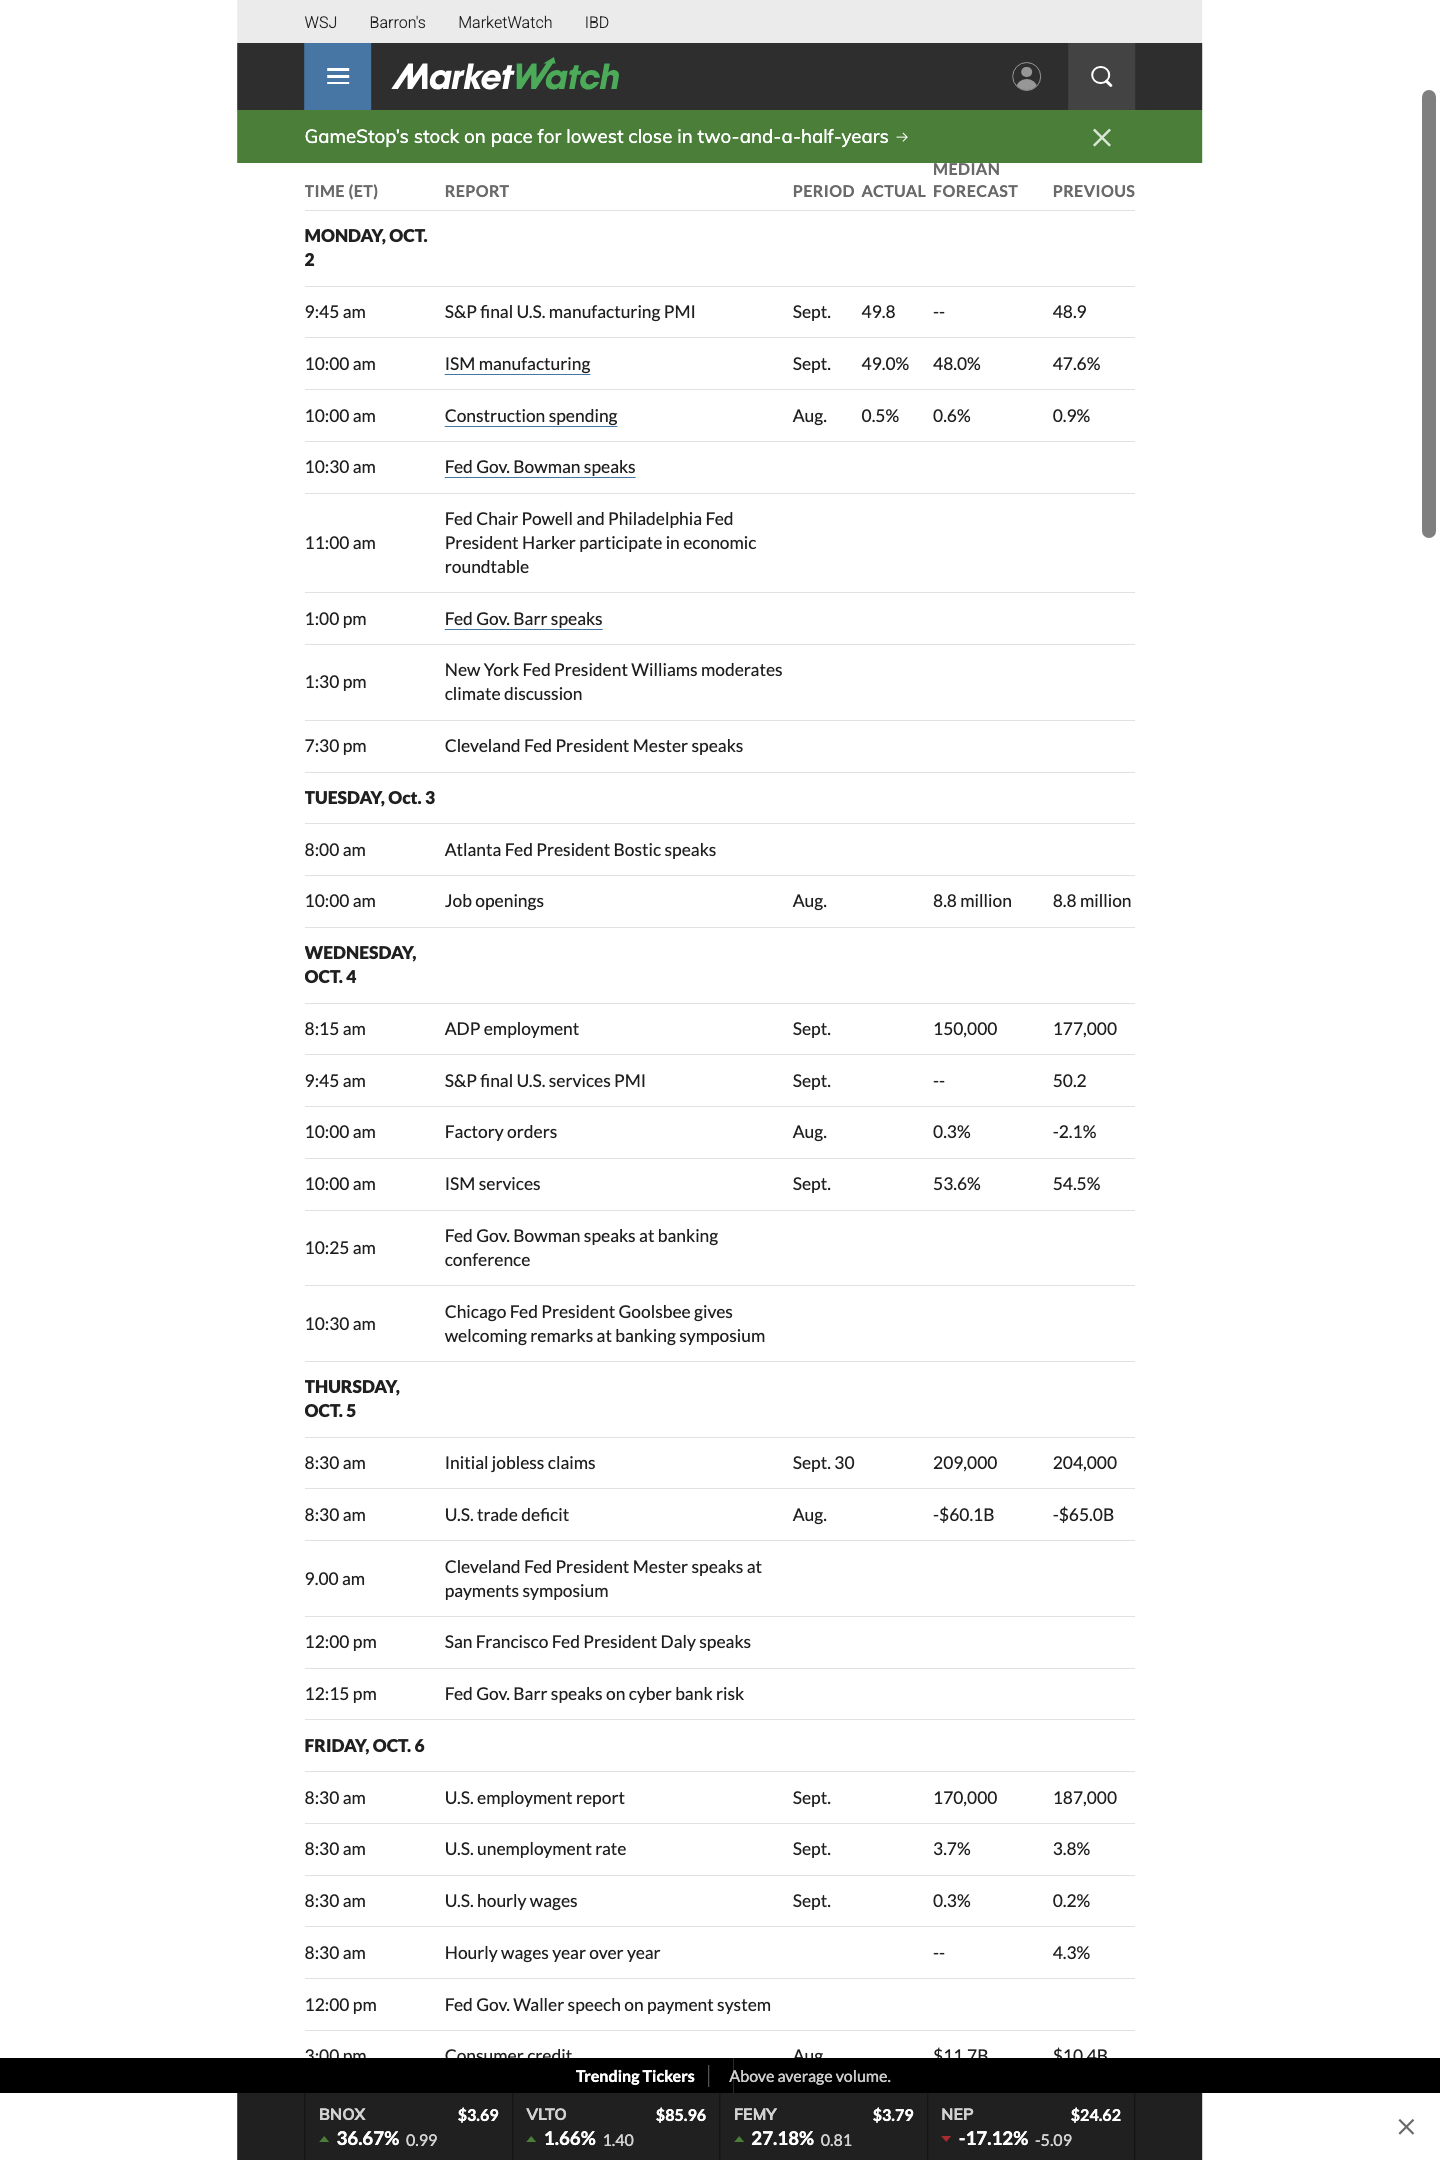 WSJ Barron's MarketWatch IBD
MarketWatch
GameStop's stock on pace for lowest close in two-and-a-half-years →
TIME (ET) REPORT PERIOD ACTUAL MEDIAN FORECAST PREVIOUS
MONDAY, OCT.
2
9:45 am S&P final U.S. manufacturing PMI Sept. 49.8 -- 48.9
10:00 am ISM manufacturing Sept. 49.0% 48.0% 47.6%
10:00 am Construction spending Aug. 0.5% 0.6% 0.9%
10:30 am Fed Gov. Bowman speaks
11:00 am Fed Chair Powell and Philadelphia Fed
President Harker participate in economic
roundtable
1:00 pm Fed Gov. Barr speaks
1:30 pm New York Fed President Williams moderates
climate discussion
7:30 pm Cleveland Fed President Mester speaks
TUESDAY, Oct. 3
8:00 am Atlanta Fed President Bostic speaks
10:00 am Job openings Aug. 8.8 million 8.8 million
WEDNESDAY,
OCT. 4
8:15 am ADP employment Sept. 150,000 177,000
9:45 am S&P final U.S. services PMI Sept. -- 50.2
10:00 am Factory orders Aug. 0.3% -2.1%
10:00 am ISM services Sept. 53.6% 54.5%
10:25 am Fed Gov. Bowman speaks at banking
conference
10:30 am Chicago Fed President Goolsbee gives
welcoming remarks at banking symposium
THURSDAY,
OCT. 5
8:30 am Initial jobless claims Sept. 30 209,000 204,000
8:30 am U.S. trade deficit Aug. -$60.1B -$65.0B
9.00 am Cleveland Fed President Mester speaks at
payments symposium
12:00 pm San Francisco Fed President Daly speaks
12:15 pm Fed Gov. Barr speaks on cyber bank risk
FRIDAY, OCT. 6
8:30 am U.S. employment report Sept. 170,000 187,000
8:30 am U.S. unemployment rate Sept. 3.7% 3.8%
8:30 am U.S. hourly wages Sept. 0.3% 0.2%
8:30 am Hourly wages year over year -- 4.3%
12:00 pm Fed Gov. Waller speech on payment system
3:00 pm Consumer credit Aug. $11.7B $10.4B
Trending Tickers Above average volume.
BNOX $3.69 VLTO $85.96 FEMY $3.79 NEP $24.62
36.67% 0.99 1.66% 1.40 27.18% 0.81 -17.12% -5.09